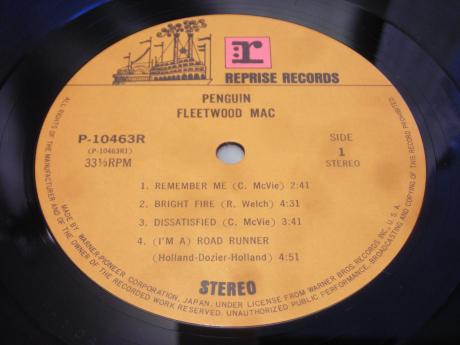 r
REPRISE RECORDS
PENGUIN
FLEETWOOD MAC
P-10463R
(P-10463R1)
33⅓RPM
SIDE
1
STEREO
1. REMEMBER ME (C. McVie) 2:41
2. BRIGHT FIRE (R. Welch) 4:31
3. DISSATISFIED (C. McVie) 3:41
4. (I'M A) ROAD RUNNER
(Holland-Dozier-Holland) 4:51
STEREO
ALL RIGHTS OF THE MANUFACTURER AND OF THE OWNER OF THE RECORDED WORK RESERVED. UNAUTHORIZED PUBLIC PERFORMANCE, BROADCASTING AND COPYING OF THIS RECORD PROHIBITED.
MADE BY WARNER-PIONEER CORPORATION, JAPAN. UNDER LICENSE FROM WARNER BROS. RECORDS INC., U.S.A.